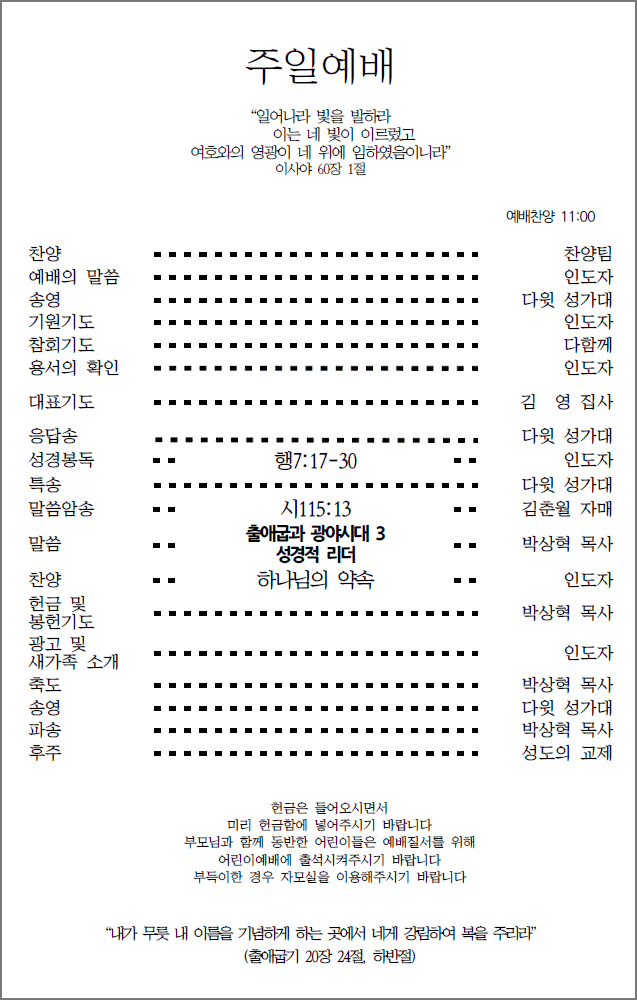 주일예배
“일어나라 빛을 발하라
이는 네 빛이 이르렀고
여호와의 영광이 네 위에 임하였음이니라”
이사야 60장 1절
예배찬양 11:00
찬양 찬양팀
예배의 말씀 인도자
송영 다윗 성가대
기원기도 인도자
참회기도 다함께
용서의 확인 인도자
대표기도 김 영 집사
응답송 다윗 성가대
성경봉독 행7:17-30 인도자
특송 다윗 성가대
말씀암송 시115:13 김춘월 자매
말씀 출애굽과 광야시대 3 박상혁 목사
성경적 리더
찬양 하나님의 약속 인도자
헌금 및
봉헌기도 박상혁 목사
광고 및
새가족 소개 인도자
축도 박상혁 목사
송영 다윗 성가대
파송 박상혁 목사
후주 성도의 교제
헌금은 들어오시면서
미리 헌금함에 넣어주시기 바랍니다
부모님과 함께 동반한 어린이들은 예배질서를 위해
어린이예배에 출석시켜주시기 바랍니다
부득이한 경우 자모실을 이용해주시기 바랍니다
“내가 무릇 내 이름을 기념하게 하는 곳에서 네게 강림하여 복을 주리라”
(출애굽기 20장 24절, 하반절)